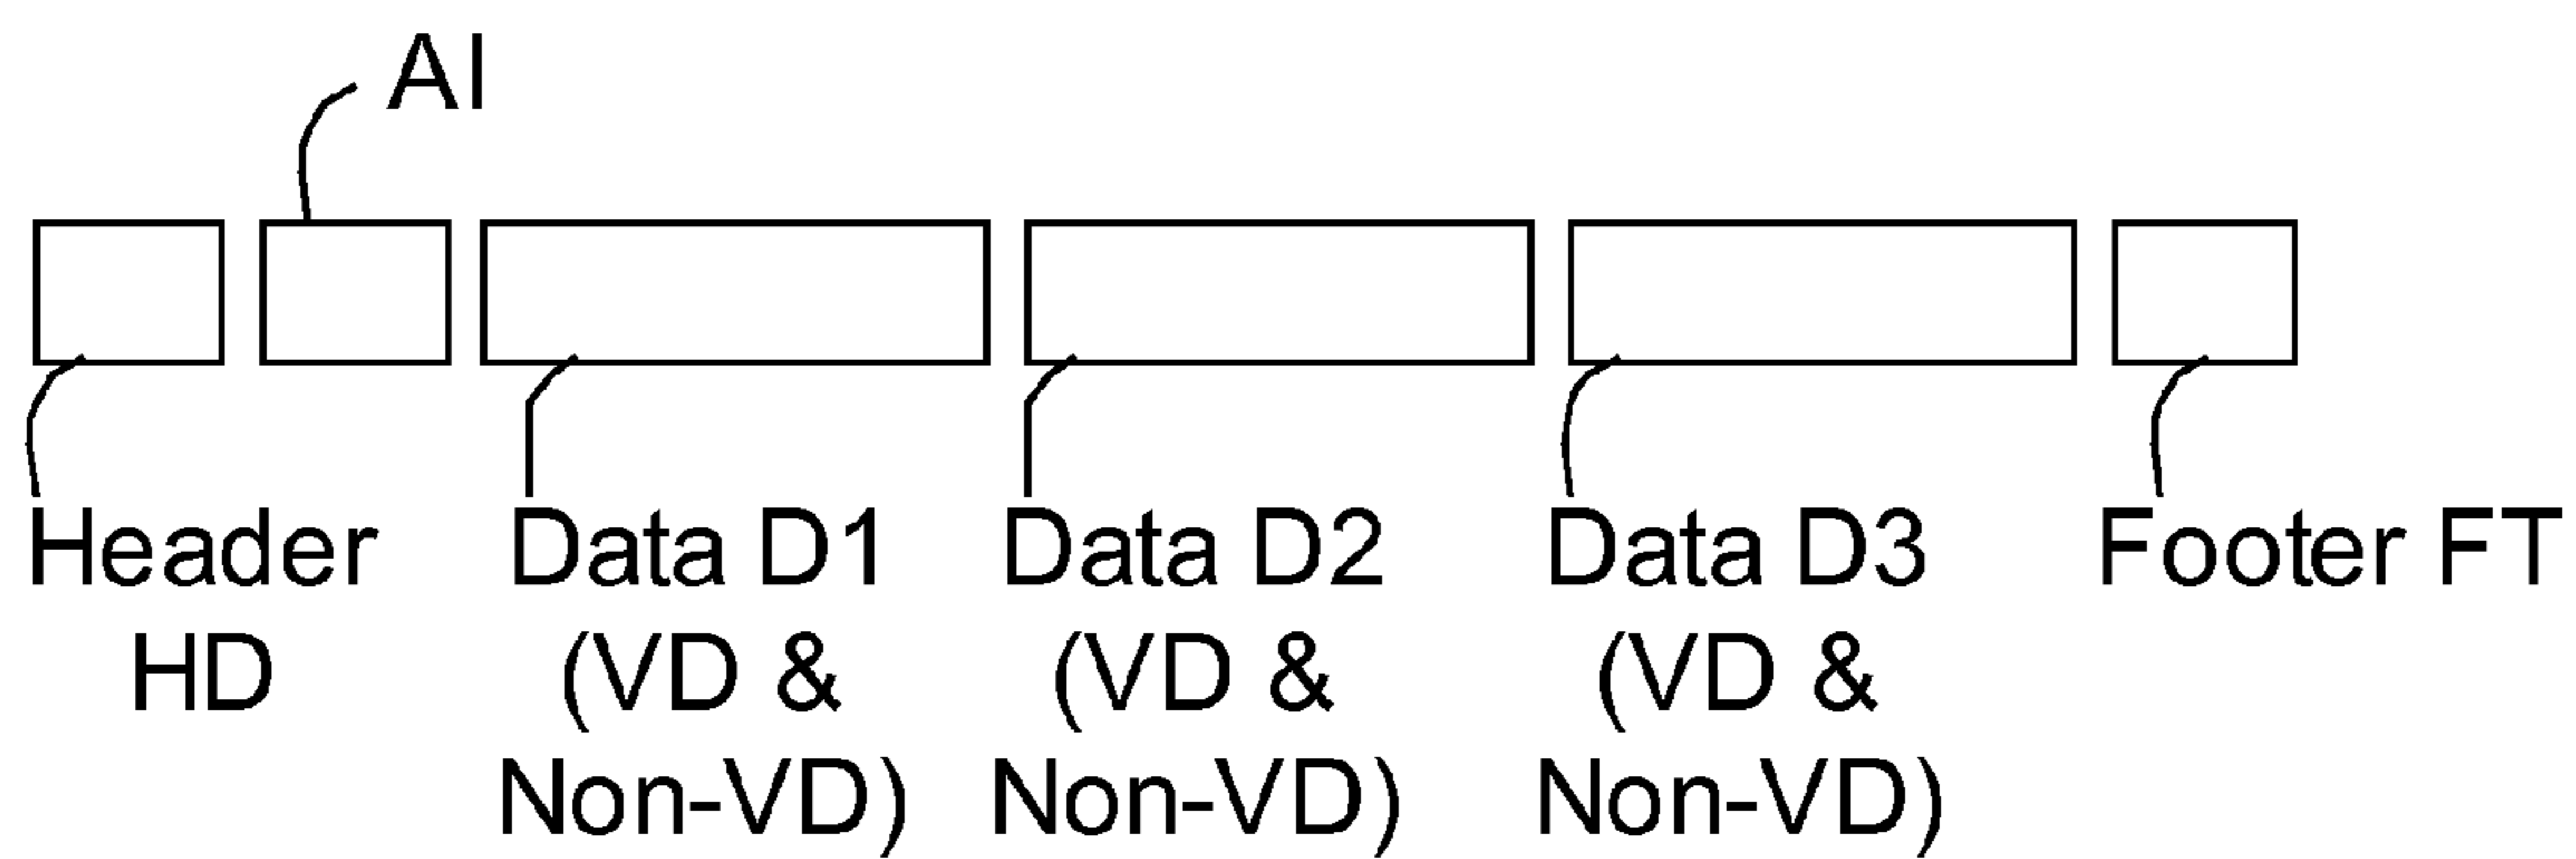 AI
Header
HD
Data D1
(VD &
Non-VD)
Data D2
(VD &
Non-VD)
Data D3
(VD &
Non-VD)
Footer FT